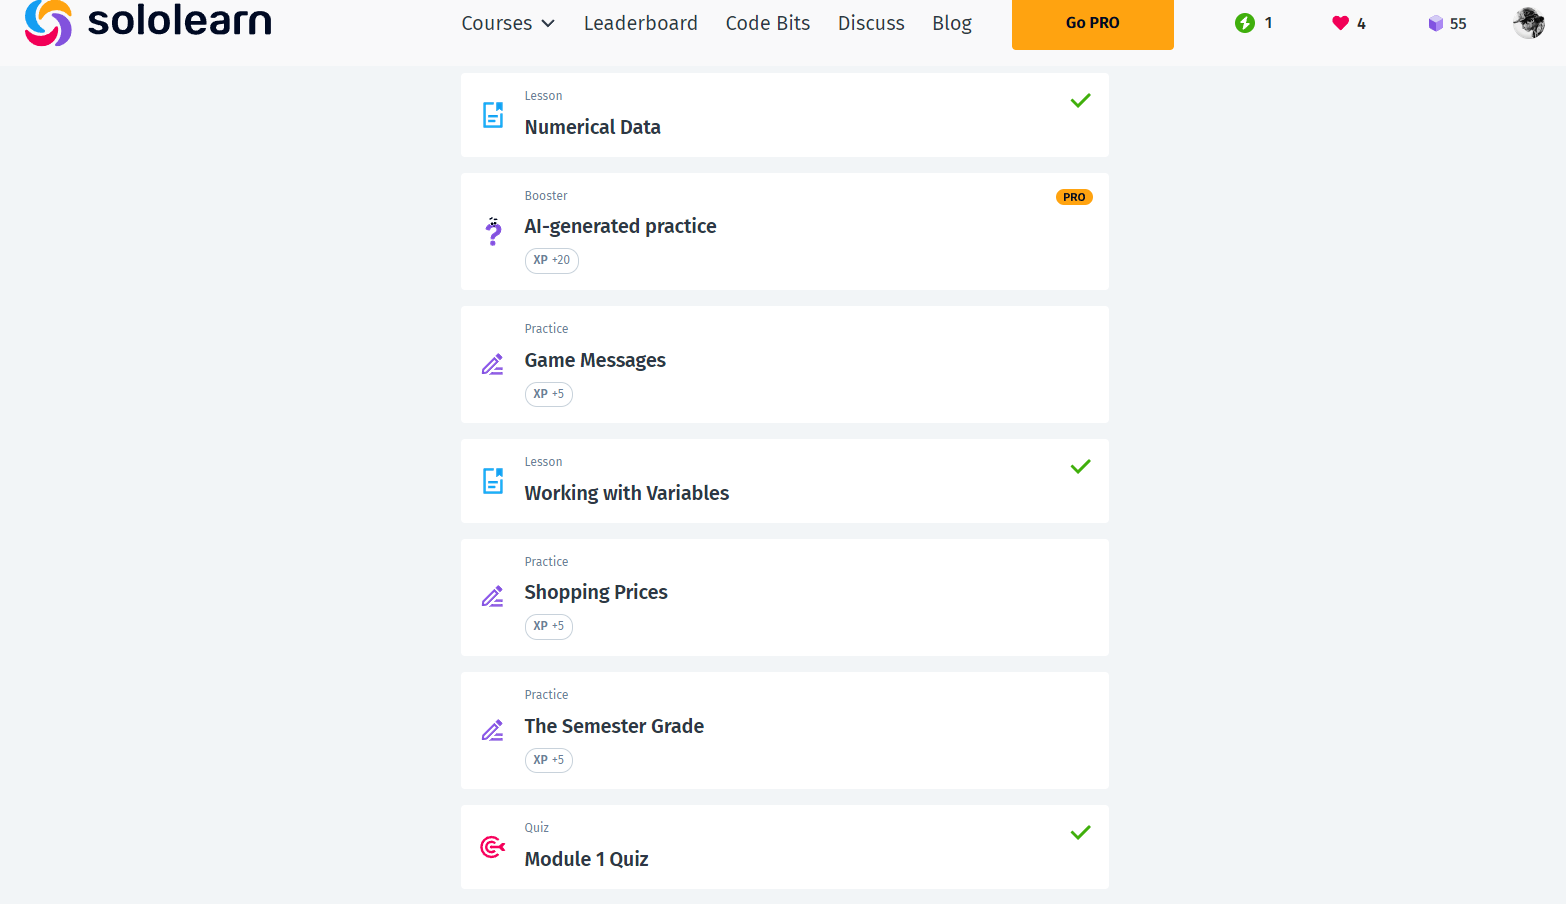 sololearn
Courses Leaderboard Code Bits Discuss Blog Go PRO 1 4 55
Lesson
Numerical Data
Booster
PRO
AI-generated practice
XP +20
Practice
Game Messages
XP +5
Lesson
Working with Variables
Practice
Shopping Prices
XP +5
Practice
The Semester Grade
XP +5
Quiz
Module 1 Quiz